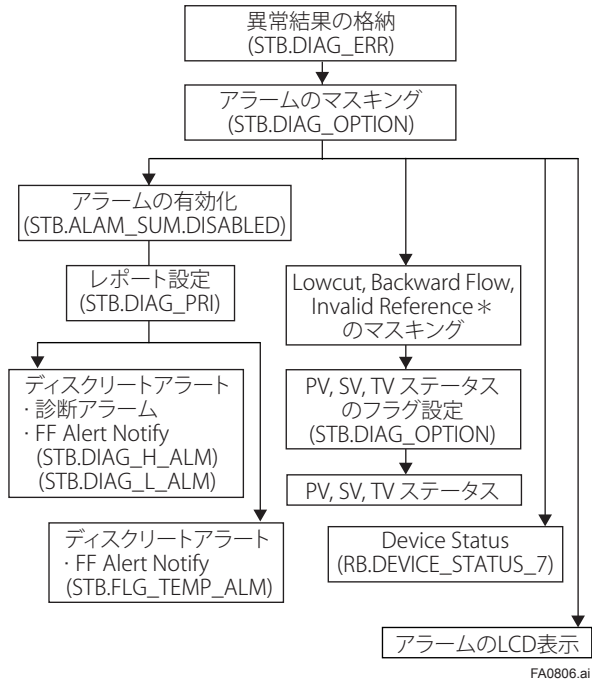 異常結果の格納
(STB.DIAG_ERR)
アラームのマスキング
(STB.DIAG_OPTION)
アラームの有効化
(STB.ALAM_SUM.DISABLED)
レポート設定
(STB.DIAG_PRI)
ディスクリートアラート
・診断アラーム
・FF Alert Notify
(STB.DIAG_H_ALM)
(STB.DIAG_L_ALM)
ディスクリートアラート
・FF Alert Notify
(STB.FLG_TEMP_ALM)
Lowcut, Backward Flow,
Invalid Reference＊
のマスキング
PV, SV, TV ステータス
のフラグ設定
(STB.DIAG_OPTION)
PV, SV, TV ステータス
Device Status
(RB.DEVICE_STATUS_7)
アラームのLCD表示
FA0806.ai